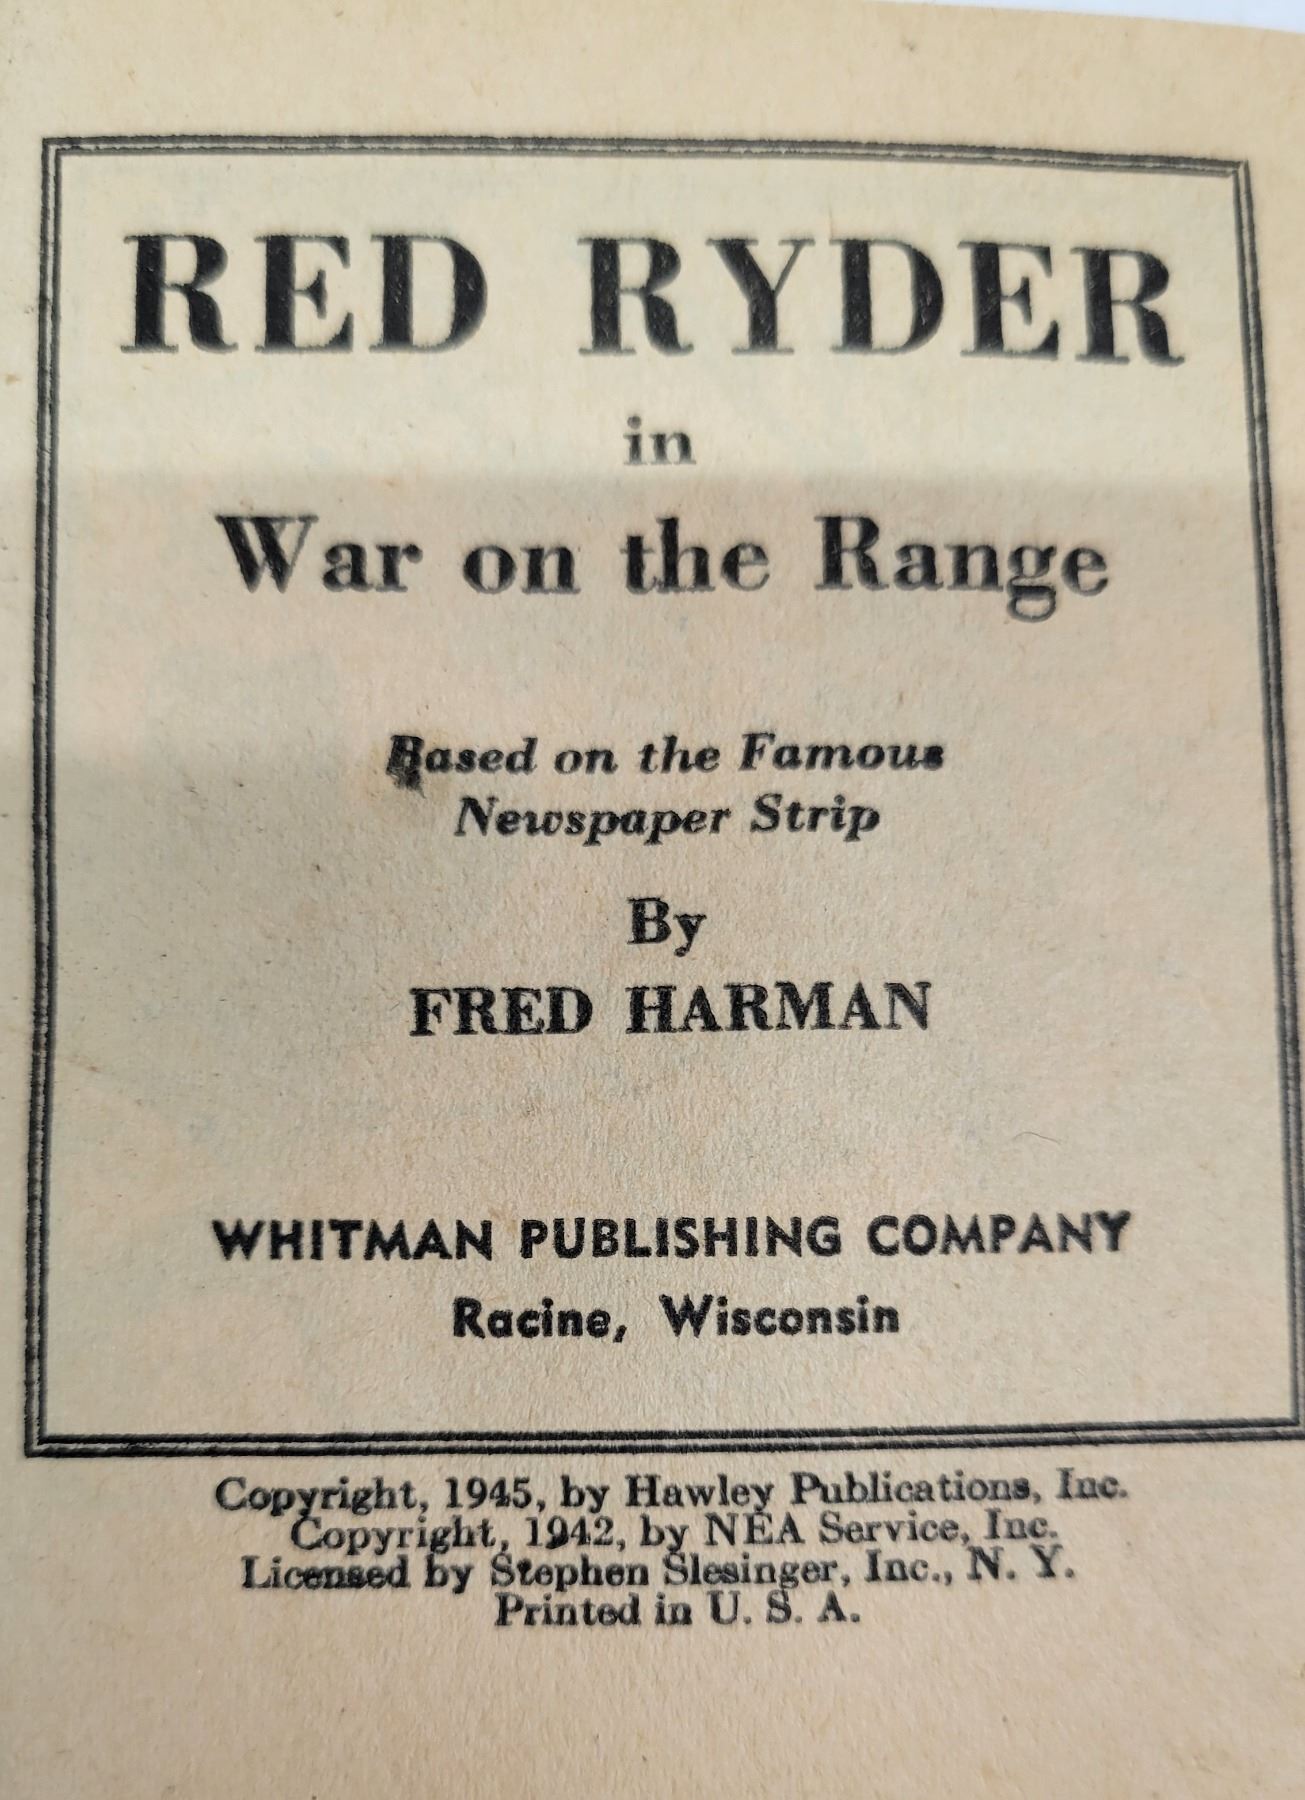 RED RYDER
in
War on the Range
Based on the Famous
Newspaper Strip
By
FRED HARMAN
WHITMAN PUBLISHING COMPANY
Racine, Wisconsin
Copyright, 1945, by Hawley Publications, Inc.
Copyright, 1942, by NEA Service, Inc.
Licensed by Stephen Slesinger, Inc., N. Y.
Printed in U. S. A.